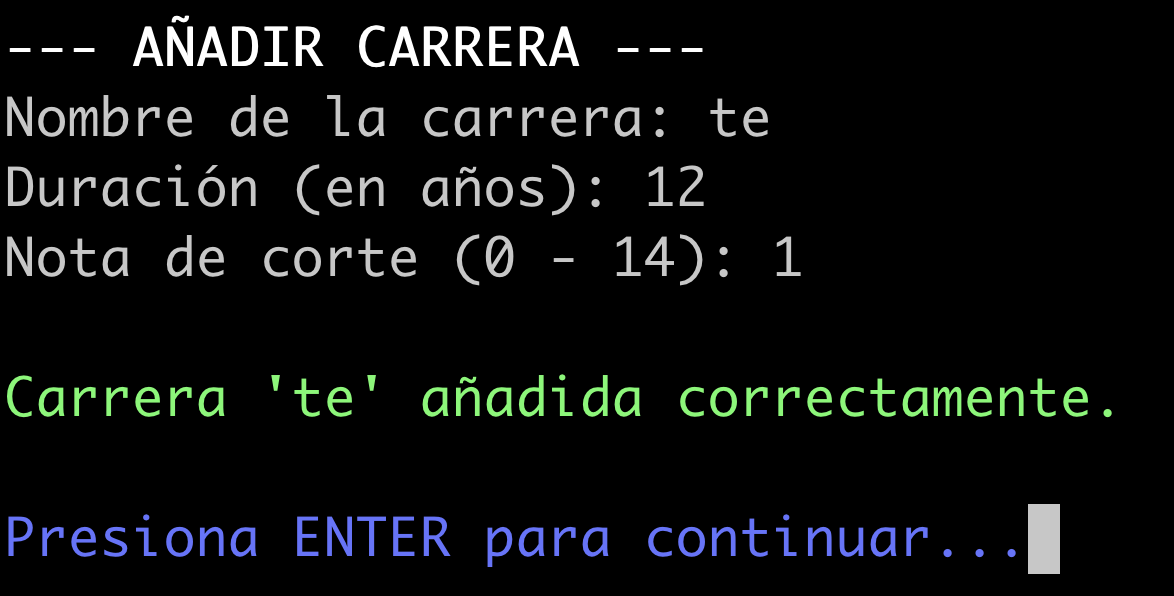 --- AÑADIR CARRERA ---
Nombre de la carrera: te
Duración (en años): 12
Nota de corte (0 - 14): 1
Carrera 'te' añadida correctamente.
Presiona ENTER para continuar...